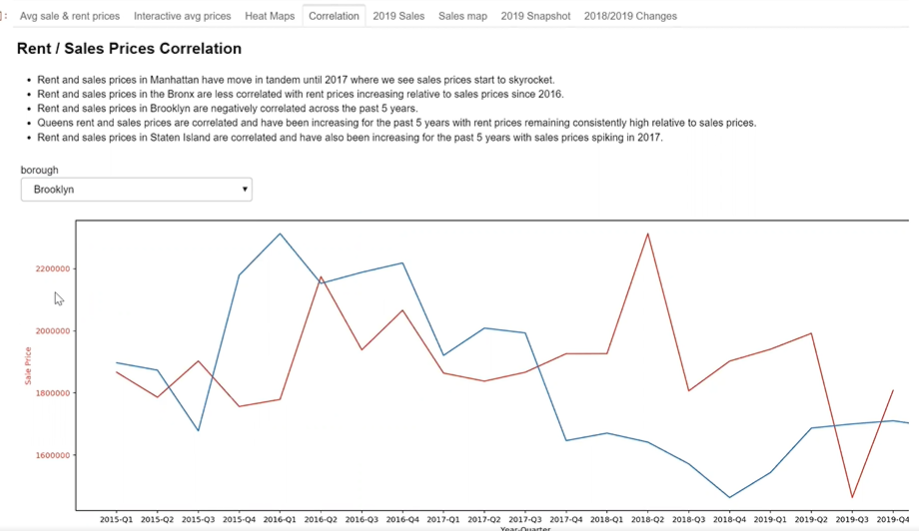 ]: Avg sale & rent prices Interactive avg prices Heat Maps Correlation 2019 Sales Sales map 2019 Snapshot 2018/2019 Changes
Rent / Sales Prices Correlation
• Rent and sales prices in Manhattan have move in tandem until 2017 where we see sales prices start to skyrocket.
• Rent and sales prices in the Bronx are less correlated with rent prices increasing relative to sales prices since 2016.
• Rent and sales prices in Brooklyn are negatively correlated across the past 5 years.
• Queens rent and sales prices are correlated and have been increasing for the past 5 years with rent prices remaining consistently high relative to sales prices.
• Rent and sales prices in Staten Island are correlated and have also been increasing for the past 5 years with sales prices spiking in 2017.
borough
Brooklyn
2200000
2000000
1800000
1600000
Sale Price
2015-Q1 2015-Q2 2015-Q3 2015-Q4 2016-Q1 2016-Q2 2016-Q3 2016-Q4 2017-Q1 2017-Q2 2017-Q3 2017-Q4 2018-Q1 2018-Q2 2018-Q3 2018-Q4 2019-Q1 2019-Q2 2019-Q3 2019-Q4
Year-Quarter